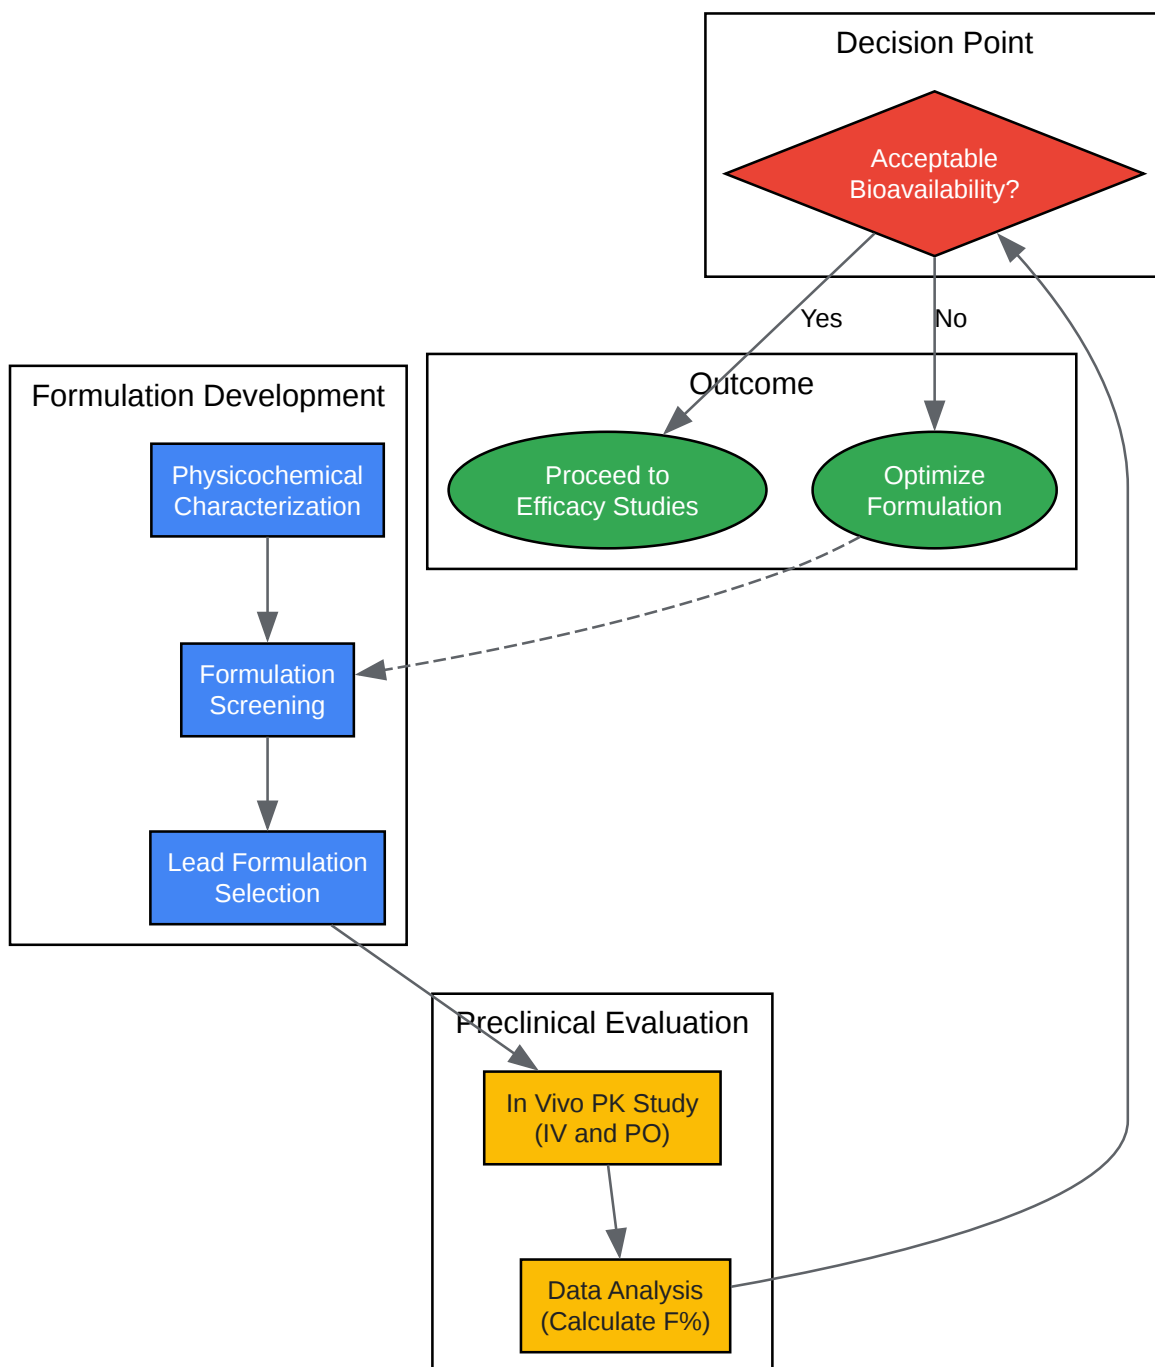 Decision Point
Acceptable
Bioavailability?
Yes
No
Outcome
Proceed to
Efficacy Studies
Optimize
Formulation
Formulation Development
Physicochemical
Characterization
Formulation
Screening
Lead Formulation
Selection
Preclinical Evaluation
In Vivo PK Study
(IV and PO)
Data Analysis
(Calculate F%)